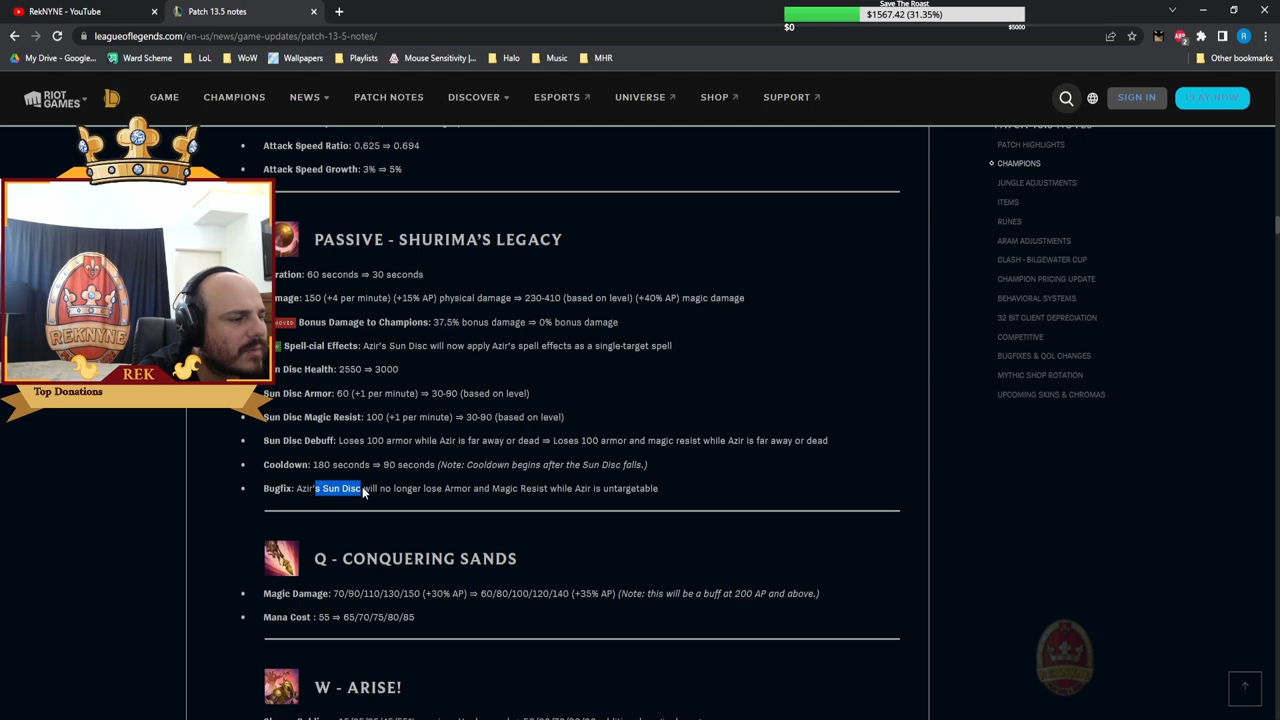 RekNYNE - YouTube
Patch 13.5 notes
Save The Roast
$1567.42 (31.35%)
$0
$5000
leagueoflegends.com/en-us/news/game-updates/patch-13-5-notes/
My Drive - Google...
Ward Scheme
LoL
WoW
Wallpapers
Playlists
Mouse Sensitivity |...
Halo
Music
MHR
Other bookmarks
RIOT GAMES
GAME
CHAMPIONS
NEWS
PATCH NOTES
DISCOVER
ESPORTS
UNIVERSE
SHOP
SUPPORT
SIGN IN
PLAY NOW
Attack Speed Ratio: 0.625 ⇒ 0.694
Attack Speed Growth: 3% ⇒ 5%
PASSIVE - SHURIMA'S LEGACY
ration: 60 seconds ⇒ 30 seconds
mage: 150 (+4 per minute) (+15% AP) physical damage ⇒ 230-410 (based on level) (+40% AP) magic damage
MOVED Bonus Damage to Champions: 37.5% bonus damage ⇒ 0% bonus damage
Spell-cial Effects: Azir's Sun Disc will now apply Azir's spell effects as a single-target spell
n Disc Health: 2550 ⇒ 3000
Sun Disc Armor: 60 (+1 per minute) ⇒ 30-90 (based on level)
Sun Disc Magic Resist: 100 (+1 per minute) ⇒ 30-90 (based on level)
Sun Disc Debuff: Loses 100 armor while Azir is far away or dead ⇒ Loses 100 armor and magic resist while Azir is far away or dead
Cooldown: 180 seconds ⇒ 90 seconds (Note: Cooldown begins after the Sun Disc falls.)
Bugfix: Azir's Sun Disc will no longer lose Armor and Magic Resist while Azir is untargetable
Q - CONQUERING SANDS
Magic Damage: 70/90/110/130/150 (+30% AP) ⇒ 60/80/100/120/140 (+35% AP) (Note: this will be a buff at 200 AP and above.)
Mana Cost : 55 ⇒ 65/70/75/80/85
W - ARISE!
PATCH HIGHLIGHTS
CHAMPIONS
JUNGLE ADJUSTMENTS
ITEMS
RUNES
ARAM ADJUSTMENTS
CLASH - BILGEWATER CUP
CHAMPION PRICING UPDATE
BEHAVIORAL SYSTEMS
32 BIT CLIENT DEPRECIATION
COMPETITIVE
BUGFIXES & QOL CHANGES
MYTHIC SHOP ROTATION
UPCOMING SKINS & CHROMAS
REKNYNE
REK
Top Donations